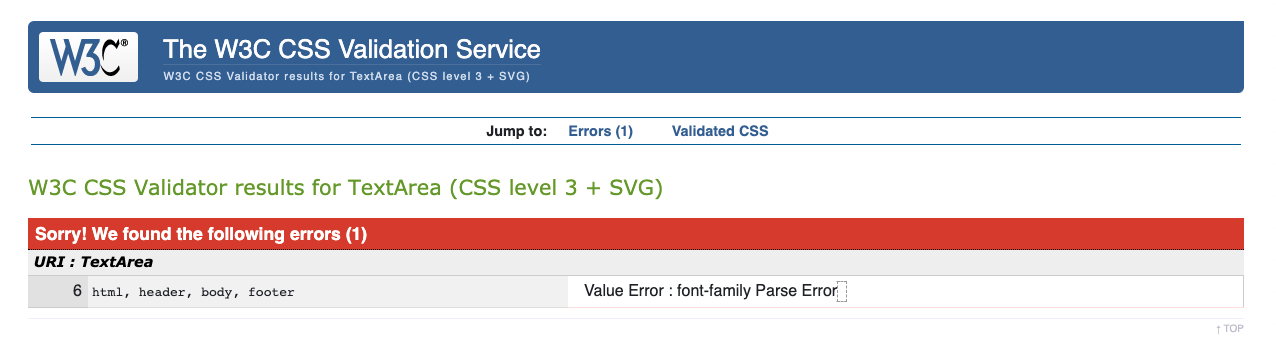 W3C®
The W3C CSS Validation Service
W3C CSS Validator results for TextArea (CSS level 3 + SVG)
Jump to: Errors (1) Validated CSS
W3C CSS Validator results for TextArea (CSS level 3 + SVG)
Sorry! We found the following errors (1)
URI : TextArea
6 html, header, body, footer Value Error : font-family Parse Error
↑ TOP